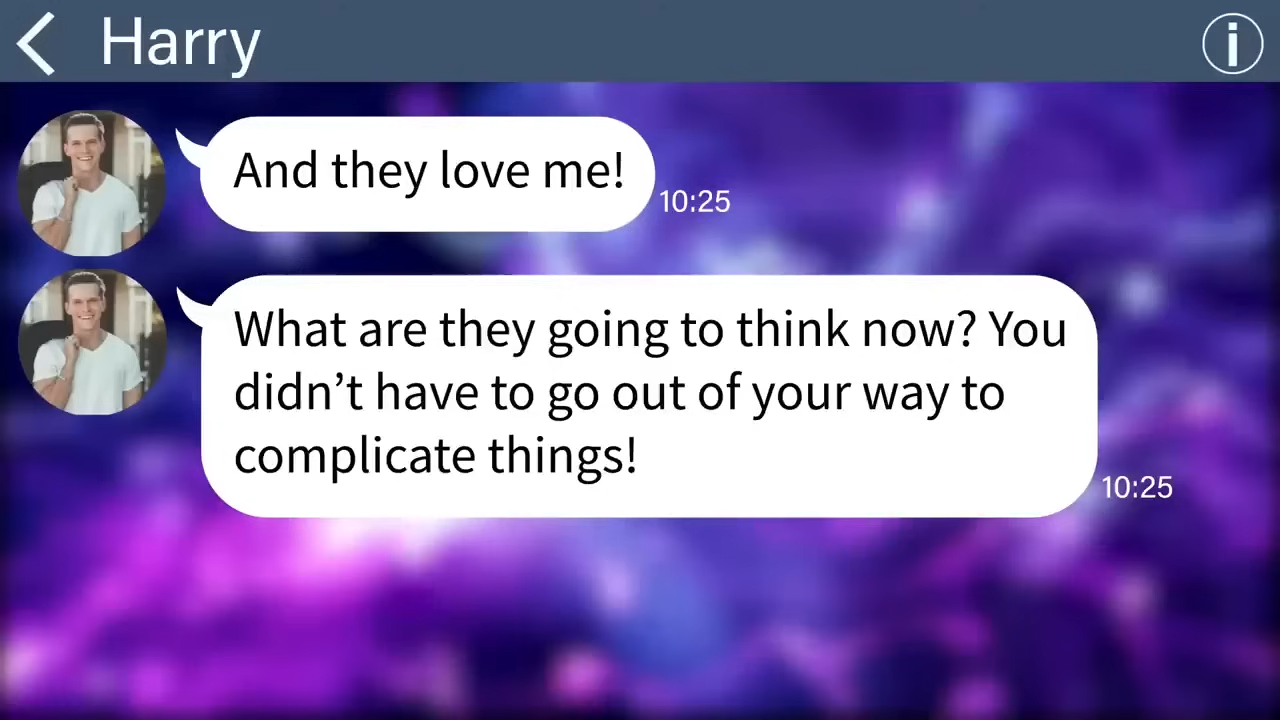 Harry
And they love me!
10:25
What are they going to think now? You
didn’t have to go out of your way to
complicate things!
10:25